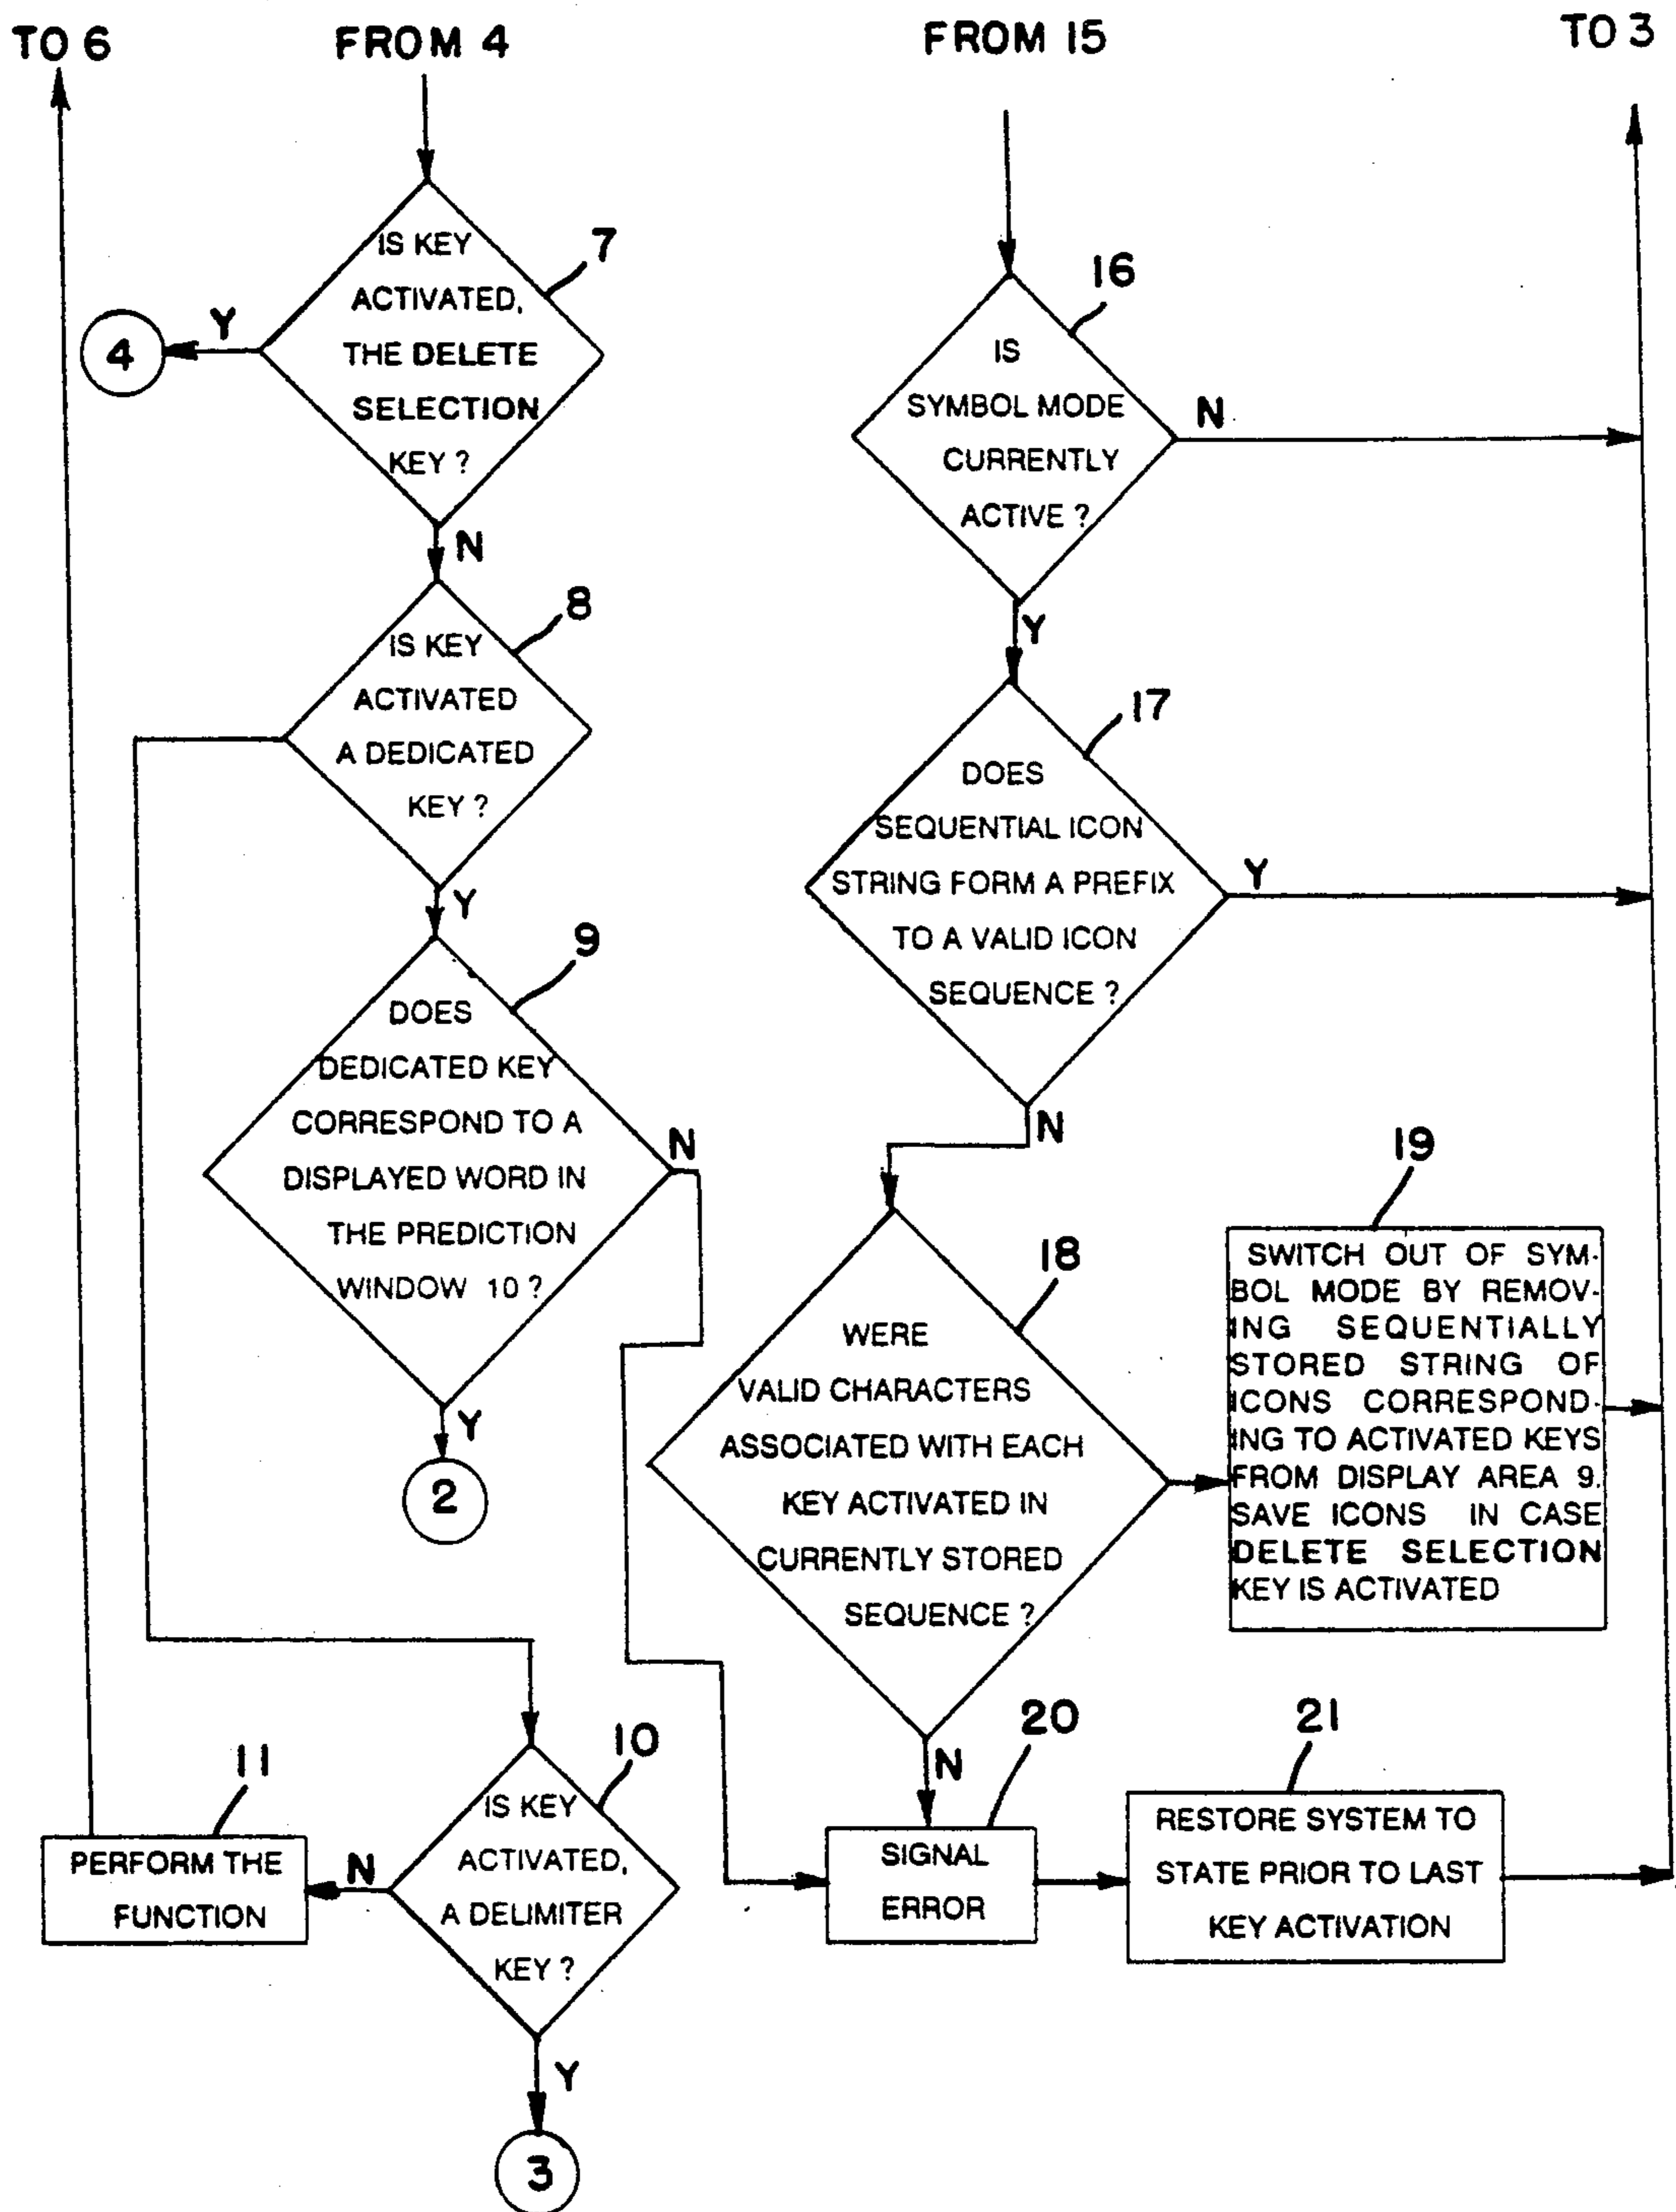 TO 6
FROM 4
FROM 15
TO 3
IS KEY
ACTIVATED,
THE DELETE
SELECTION
KEY ?
7
Y
4
N
IS KEY
ACTIVATED
A DEDICATED
KEY ?
8
Y
DOES
DEDICATED KEY
CORRESPOND TO A
DISPLAYED WORD IN
THE PREDICTION
WINDOW 10 ?
9
N
Y
2
IS KEY
ACTIVATED,
A DELIMITER
KEY ?
10
N
11
PERFORM THE
FUNCTION
Y
3
IS
SYMBOL MODE
CURRENTLY
ACTIVE ?
16
N
Y
DOES
SEQUENTIAL ICON
STRING FORM A PREFIX
TO A VALID ICON
SEQUENCE ?
17
Y
N
WERE
VALID CHARACTERS
ASSOCIATED WITH EACH
KEY ACTIVATED IN
CURRENTLY STORED
SEQUENCE ?
18
19
SWITCH OUT OF SYM-
BOL MODE BY REMOV-
ING SEQUENTIALLY
STORED STRING OF
ICONS CORRESPOND-
ING TO ACTIVATED KEYS
FROM DISPLAY AREA 9.
SAVE ICONS IN CASE
DELETE SELECTION
KEY IS ACTIVATED
N
20
SIGNAL
ERROR
21
RESTORE SYSTEM TO
STATE PRIOR TO LAST
KEY ACTIVATION